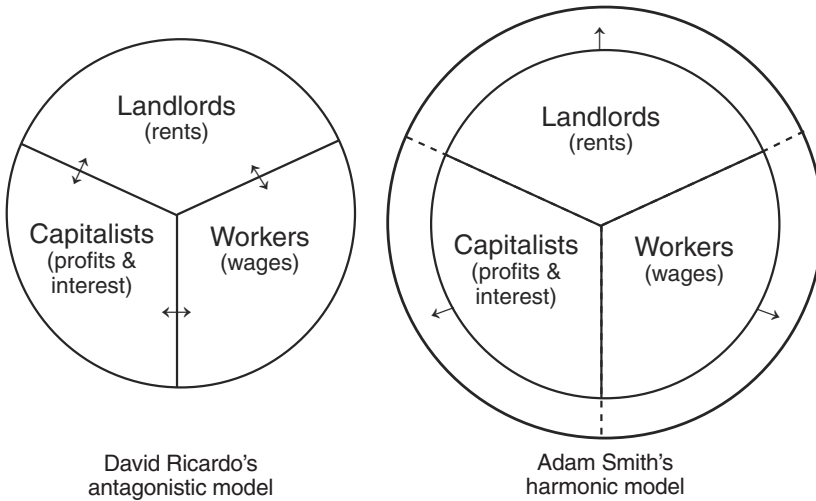 Landlords
(rents)
Capitalists
(profits &
interest)
Workers
(wages)
David Ricardo's
antagonistic model
Landlords
(rents)
Capitalists
(profits &
interest)
Workers
(wages)
Adam Smith's
harmonic model